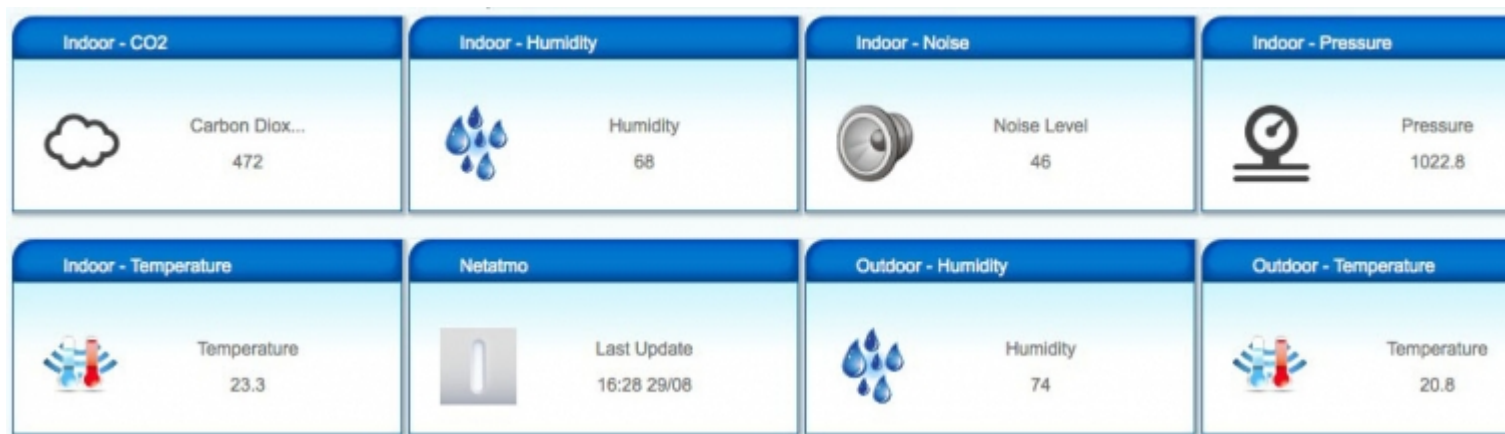 Indoor - CO2
Carbon Diox...
472
Indoor - Humidity
Humidity
68
Indoor - Noise
Noise Level
46
Indoor - Pressure
Pressure
1022.8
Indoor - Temperature
Temperature
23.3
Netatmo
Last Update
16:28 29/08
Outdoor - Humidity
Humidity
74
Outdoor - Temperature
Temperature
20.8